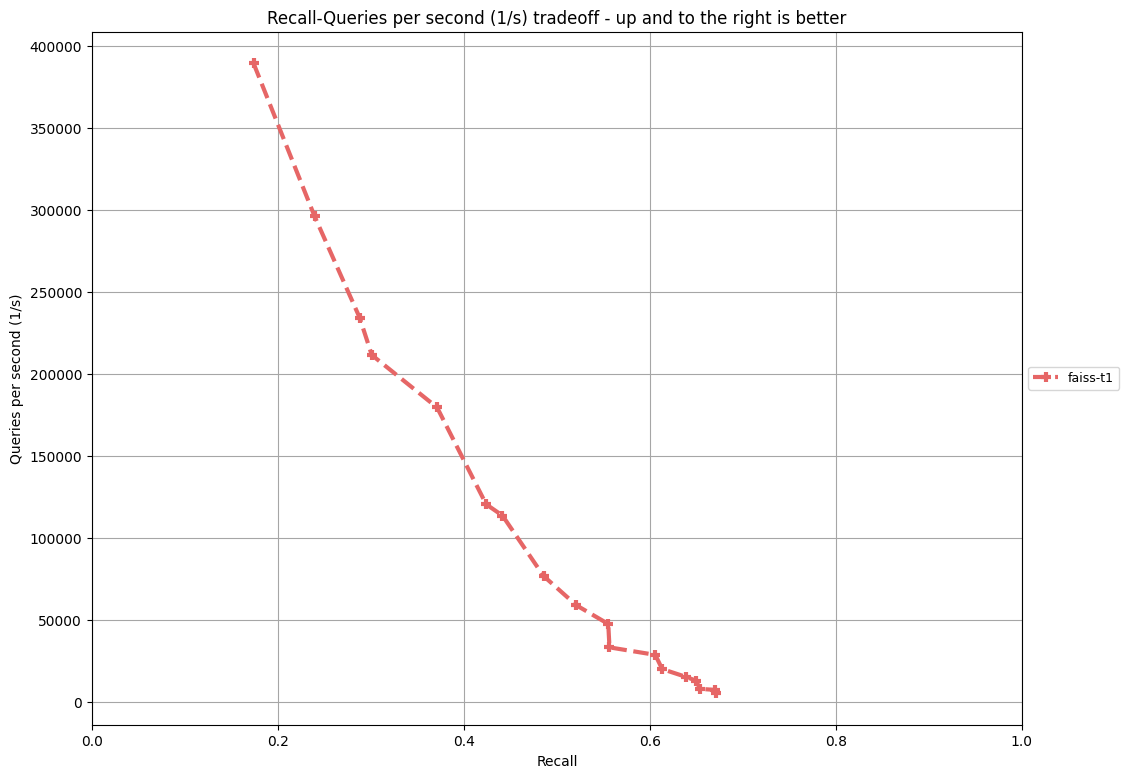 Recall-Queries per second (1/s) tradeoff - up and to the right is better
400000
350000
300000
250000
200000
150000
100000
50000
0
Queries per second (1/s)
0.0 0.2 0.4 0.6 0.8 1.0
Recall
faiss-t1